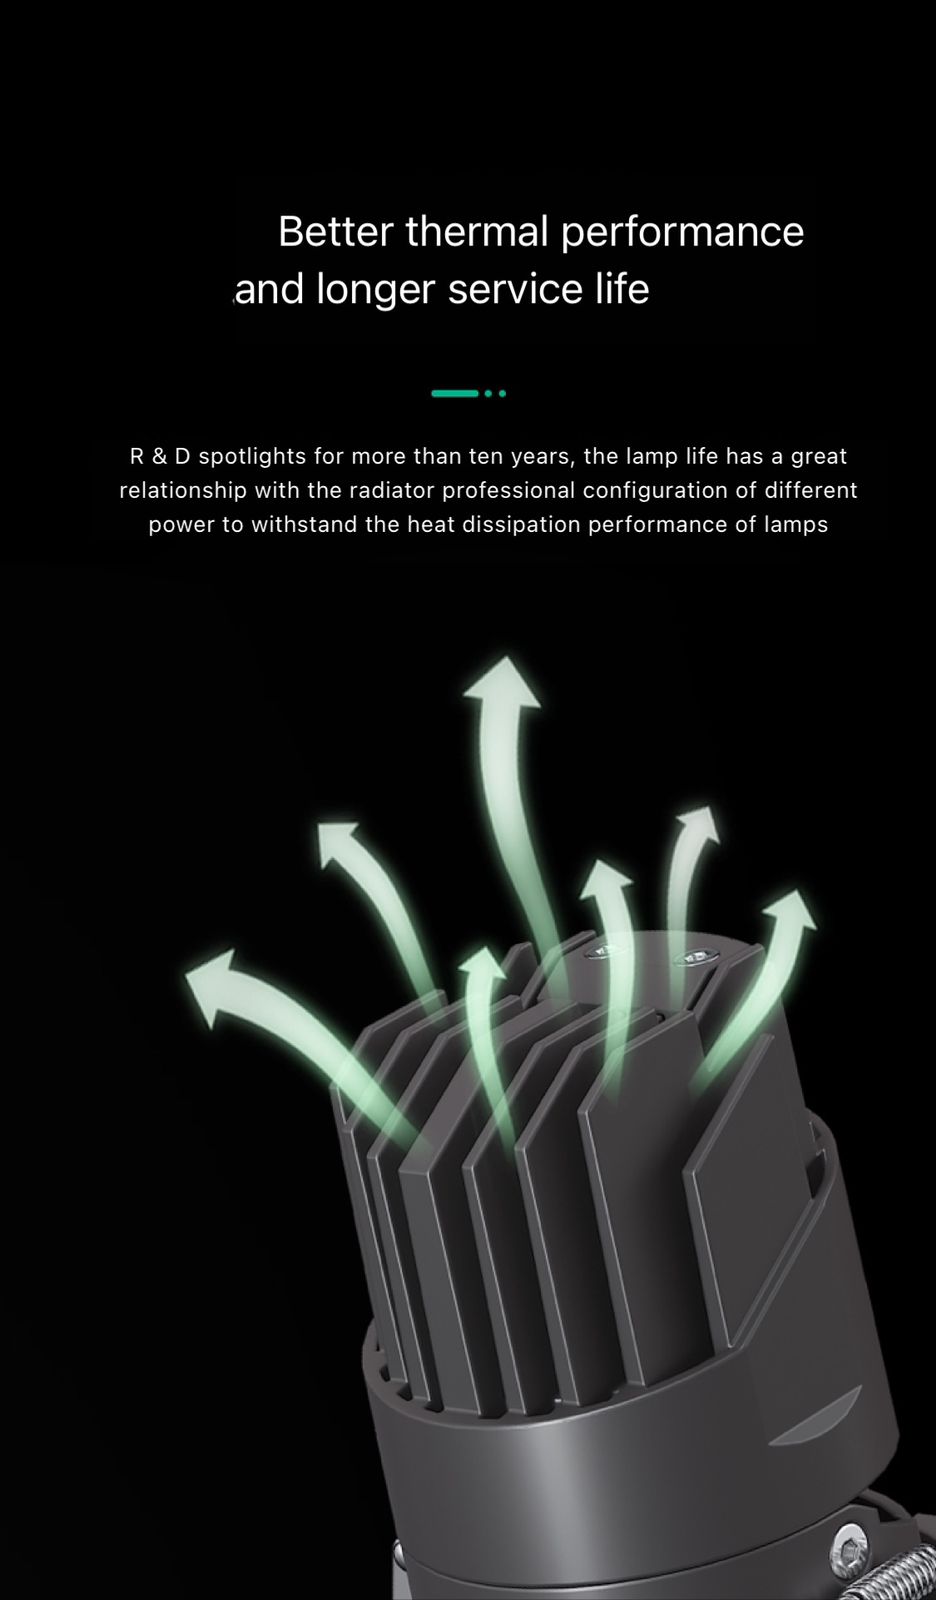 Better thermal performance
and longer service life
R & D spotlights for more than ten years, the lamp life has a great
relationship with the radiator professional configuration of different
power to withstand the heat dissipation performance of lamps